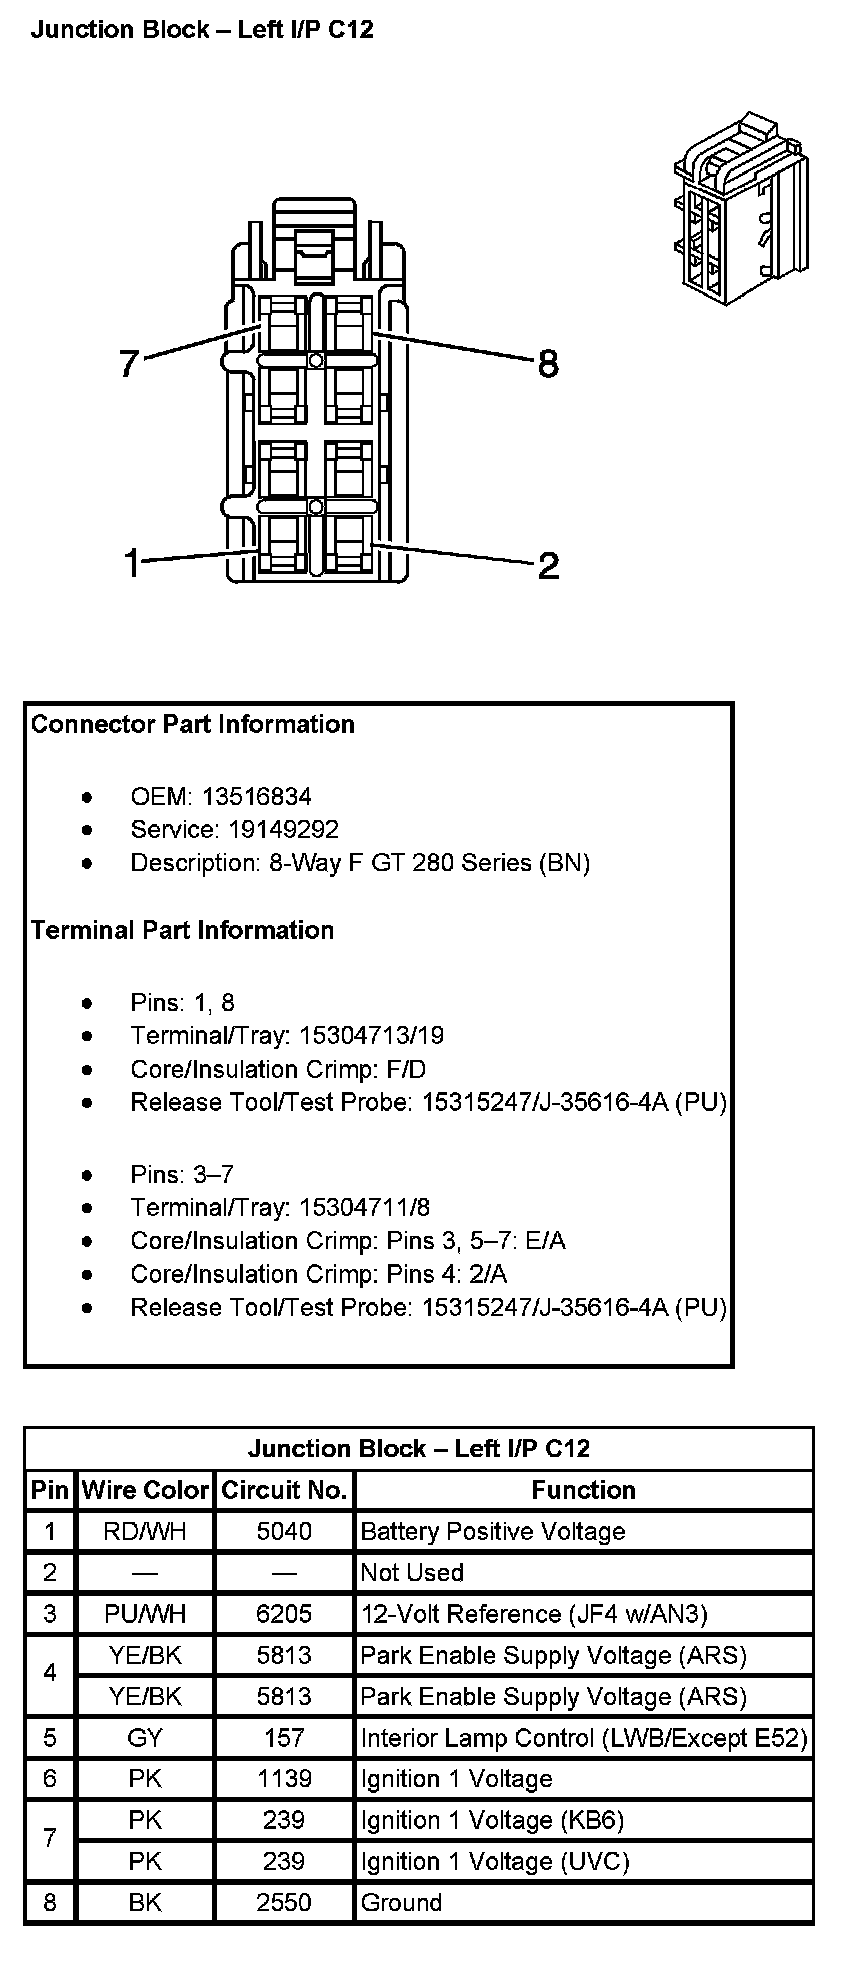 Junction Block – Left I/P C12
7
8
1
2
Connector Part Information
• OEM: 13516834
• Service: 19149292
• Description: 8-Way F GT 280 Series (BN)
Terminal Part Information
• Pins: 1, 8
• Terminal/Tray: 15304713/19
• Core/Insulation Crimp: F/D
• Release Tool/Test Probe: 15315247/J-35616-4A (PU)
• Pins: 3–7
• Terminal/Tray: 15304711/8
• Core/Insulation Crimp: Pins 3, 5–7: E/A
• Core/Insulation Crimp: Pins 4: 2/A
• Release Tool/Test Probe: 15315247/J-35616-4A (PU)
Junction Block – Left I/P C12
Pin Wire Color Circuit No. Function
1 RD/WH 5040 Battery Positive Voltage
2 — — Not Used
3 PU/WH 6205 12-Volt Reference (JF4 w/AN3)
4 YE/BK 5813 Park Enable Supply Voltage (ARS)
YE/BK 5813 Park Enable Supply Voltage (ARS)
5 GY 157 Interior Lamp Control (LWB/Except E52)
6 PK 1139 Ignition 1 Voltage
7 PK 239 Ignition 1 Voltage (KB6)
PK 239 Ignition 1 Voltage (UVC)
8 BK 2550 Ground